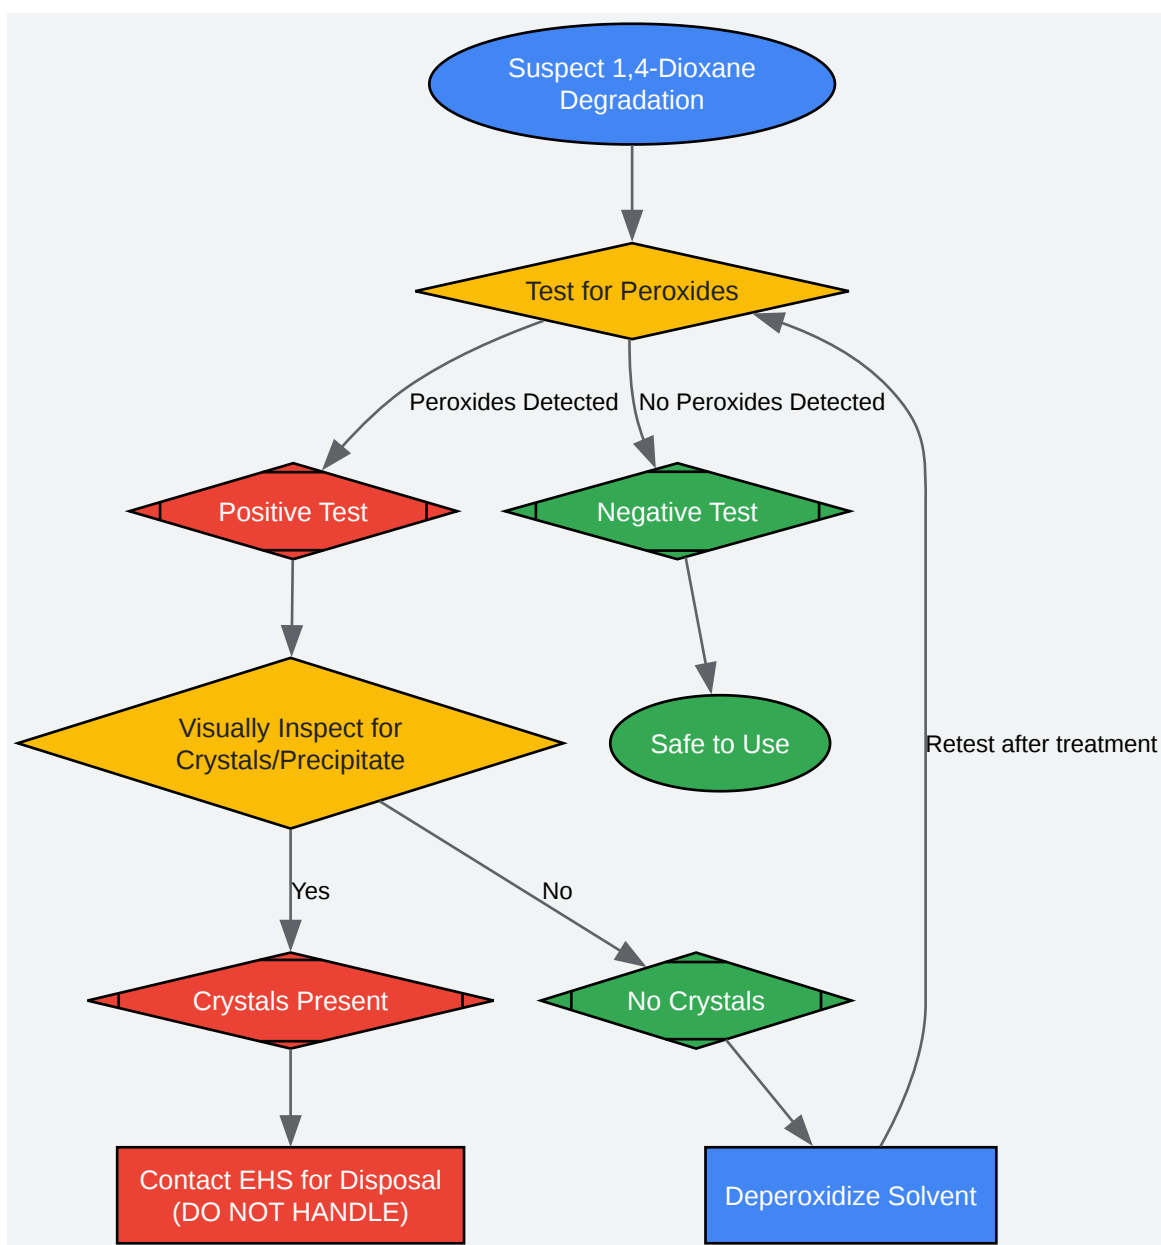 Suspect 1,4-Dioxane
Degradation
Test for Peroxides
Peroxides Detected
No Peroxides Detected
Positive Test
Negative Test
Visually Inspect for
Crystals/Precipitate
Safe to Use
Retest after treatment
Yes
No
Crystals Present
No Crystals
Contact EHS for Disposal
(DO NOT HANDLE)
Deperoxidize Solvent